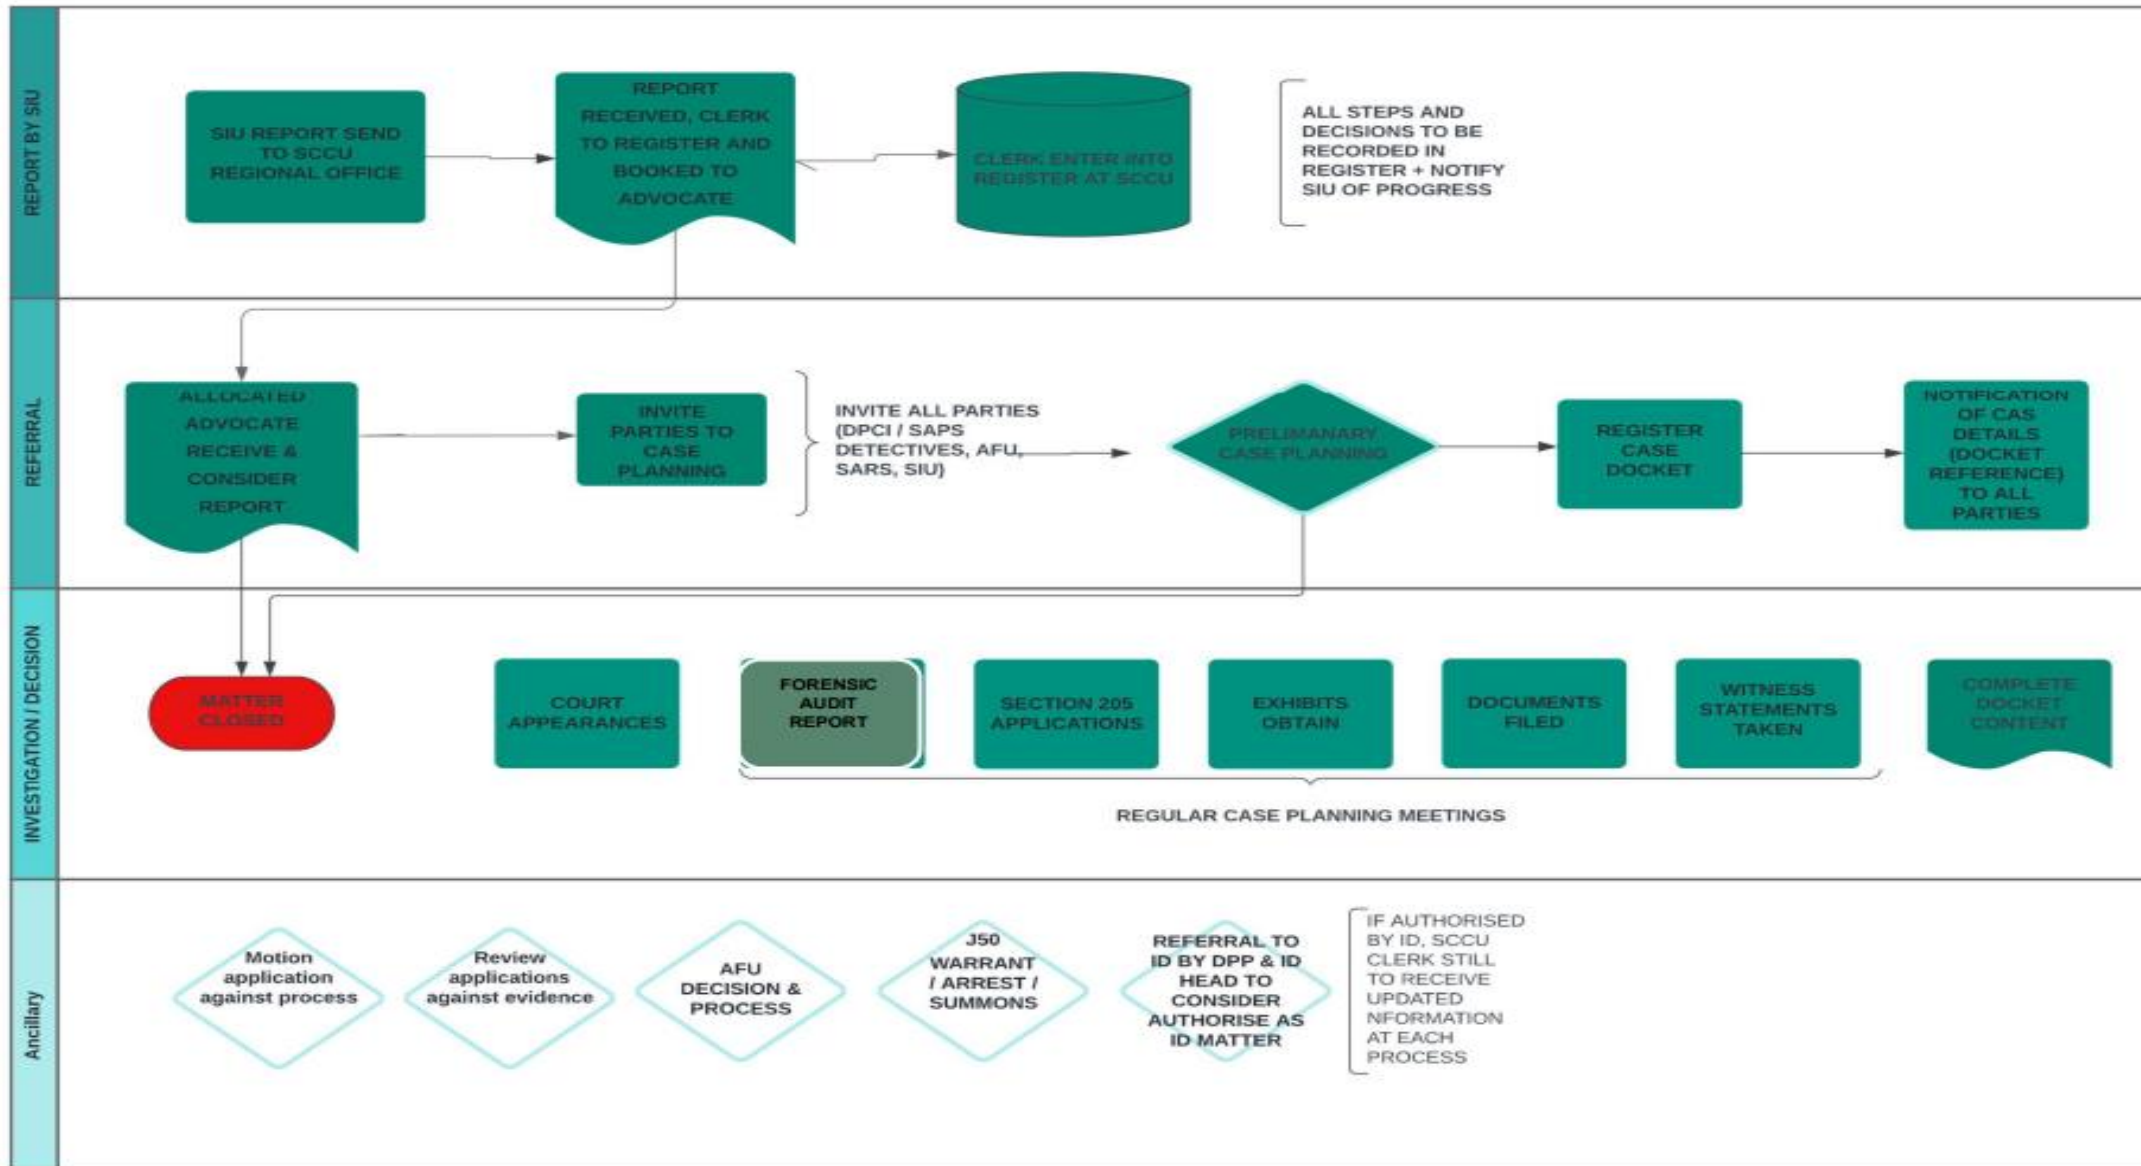 REPORT BY SIU
SIU REPORT SEND
TO SCCU
REGIONAL OFFICE
REPORT
RECEIVED, CLERK
TO REGISTER AND
BOOKED TO
ADVOCATE
CLERK ENTER INTO
REGISTER AT SCCU
ALL STEPS AND
DECISIONS TO BE
RECORDED IN
REGISTER + NOTIFY
SIU OF PROGRESS
REFERRAL
ALLOCATED
ADVOCATE
RECEIVE &
CONSIDER
REPORT
INVITE
PARTIES TO
CASE
PLANNING
INVITE ALL PARTIES
(DPCI / SAPS
DETECTIVES, AFU,
SARS, SIU)
PRELIMANARY
CASE PLANNING
REGISTER
CASE
DOCKET
NOTIFICATION
OF CAS
DETAILS
(DOCKET
REFERENCE)
TO ALL
PARTIES
INVESTIGATION / DECISION
MATTER
CLOSED
COURT
APPEARANCES
FORENSIC
AUDIT
REPORT
SECTION 205
APPLICATIONS
EXHIBITS
OBTAIN
DOCUMENTS
FILED
WITNESS
STATEMENTS
TAKEN
COMPLETE
DOCKET
CONTENT
REGULAR CASE PLANNING MEETINGS
Ancillary
Motion
application
against process
Review
applications
against evidence
AFU
DECISION &
PROCESS
J50
WARRANT
/ ARREST /
SUMMONS
REFERRAL TO
ID BY DPP & ID
HEAD TO
CONSIDER
AUTHORISE AS
ID MATTER
IF AUTHORISED
BY ID, SCCU
CLERK STILL
TO RECEIVE
UPDATED
NFORMATION
AT EACH
PROCESS